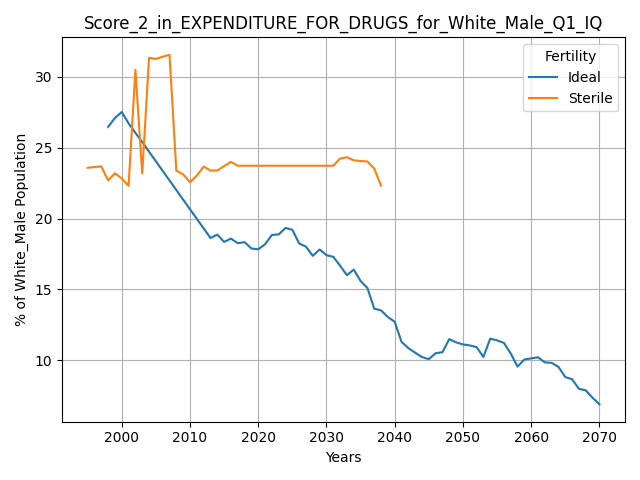 Score_2_in_EXPENDITURE_FOR_DRUGS_for_White_Male_Q1_IQ
Fertility
Ideal
Sterile
% of White_Male Population
30
25
20
15
10
2000 2010 2020 2030 2040 2050 2060 2070
Years